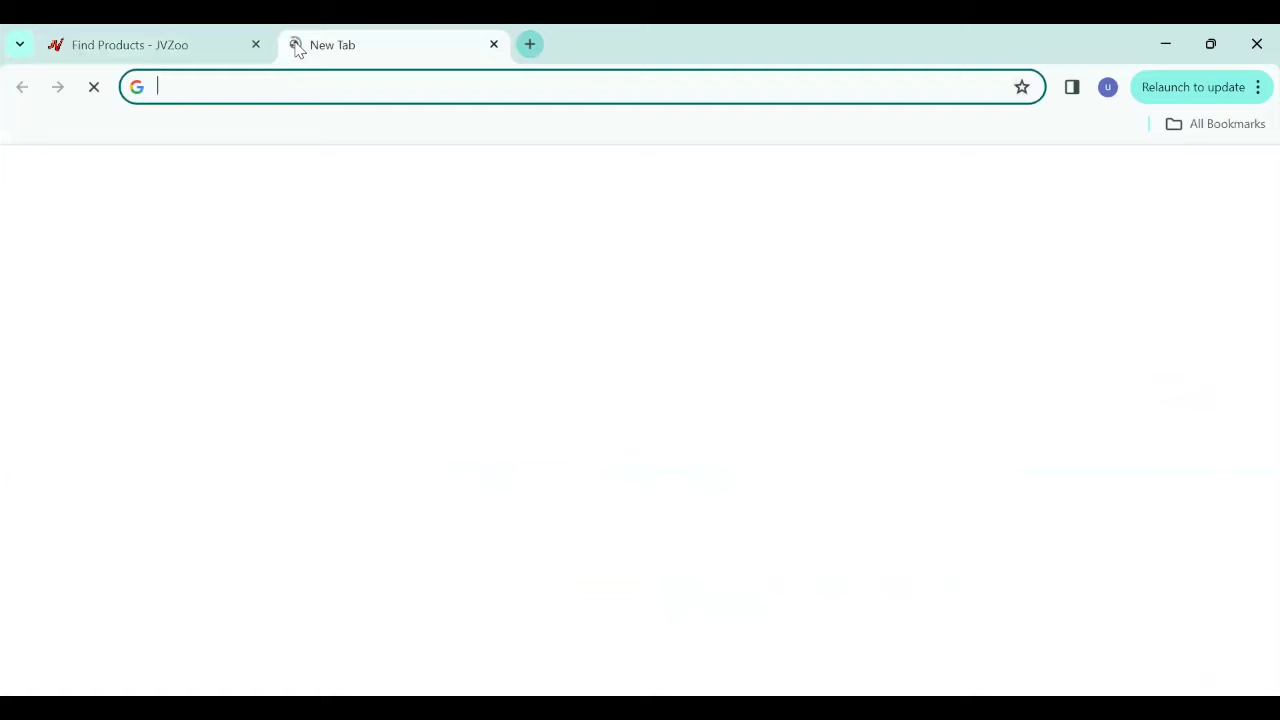 Find Products - JVZoo
New Tab
Relaunch to update
U
All Bookmarks